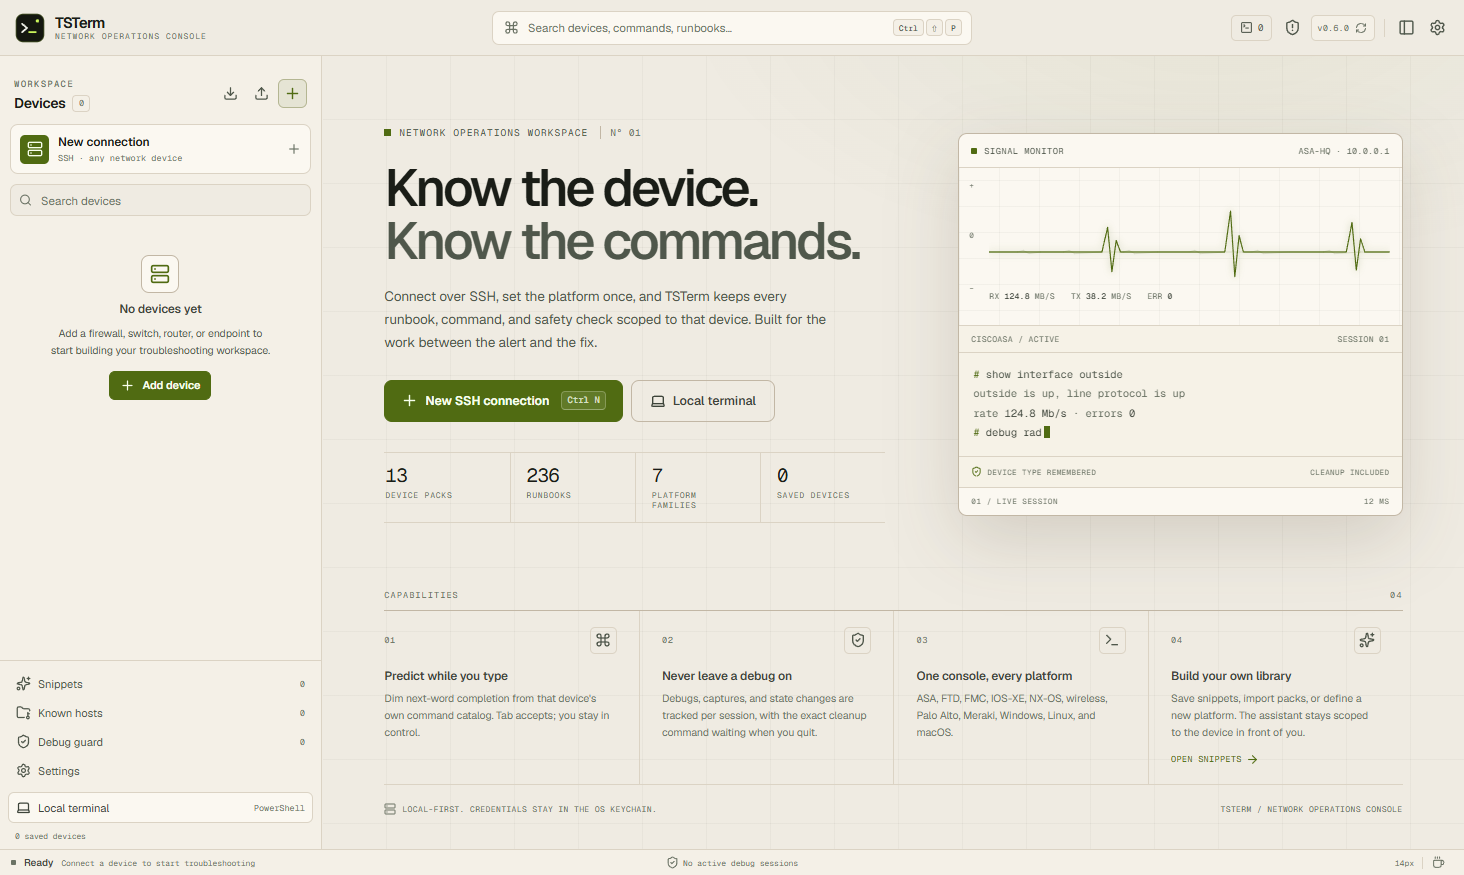 TSTerm
NETWORK OPERATIONS CONSOLE
Search devices, commands, runbooks…
Ctrl ⇧ P
0
v0.6.0
WORKSPACE
Devices 0
New connection
SSH · any network device
Search devices
No devices yet
Add a firewall, switch, router, or endpoint to
start building your troubleshooting workspace.
Add device
Snippets 0
Known hosts 0
Debug guard 0
Settings
Local terminal PowerShell
0 saved devices
NETWORK OPERATIONS WORKSPACE N° 01
Know the device.
Know the commands.
Connect over SSH, set the platform once, and TSTerm keeps every
runbook, command, and safety check scoped to that device. Built for the
work between the alert and the fix.
New SSH connection Ctrl N
Local terminal
13
DEVICE PACKS
236
RUNBOOKS
7
PLATFORM
FAMILIES
0
SAVED DEVICES
SIGNAL MONITOR ASA-HQ · 10.0.0.1
+
0
−
RX 124.8 MB/S TX 38.2 MB/S ERR 0
CISCOASA / ACTIVE SESSION 01
# show interface outside
outside is up, line protocol is up
rate 124.8 Mb/s · errors 0
# debug rad
DEVICE TYPE REMEMBERED CLEANUP INCLUDED
01 / LIVE SESSION 12 MS
CAPABILITIES 04
01
Predict while you type
Dim next-word completion from that device's
own command catalog. Tab accepts; you stay in
control.
02
Never leave a debug on
Debugs, captures, and state changes are
tracked per session, with the exact cleanup
command waiting when you quit.
03
One console, every platform
ASA, FTD, FMC, IOS-XE, NX-OS, wireless,
Palo Alto, Meraki, Windows, Linux, and
macOS.
04
Build your own library
Save snippets, import packs, or define a
new platform. The assistant stays scoped
to the device in front of you.
OPEN SNIPPETS
LOCAL-FIRST. CREDENTIALS STAY IN THE OS KEYCHAIN.
TSTERM / NETWORK OPERATIONS CONSOLE
Ready Connect a device to start troubleshooting
No active debug sessions
14px